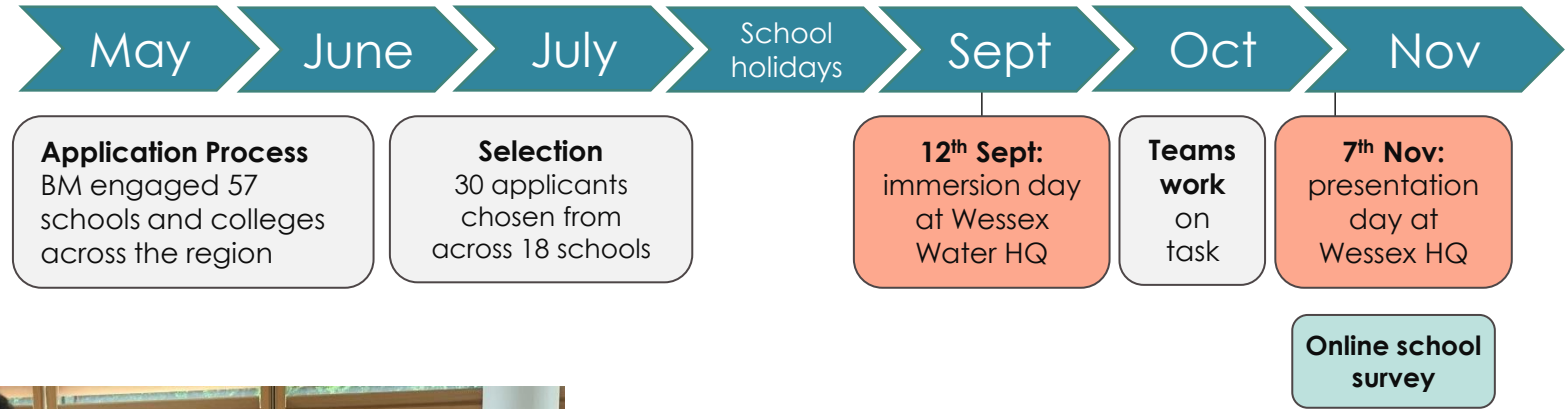 May
June
July
School
holidays
Sept
Oct
Nov
Application Process
BM engaged 57
schools and colleges
across the region
Selection
30 applicants
chosen from
across 18 schools
12th Sept:
immersion day
at Wessex
Water HQ
Teams
work
on
task
7th Nov:
presentation
day at
Wessex HQ
Online school
survey